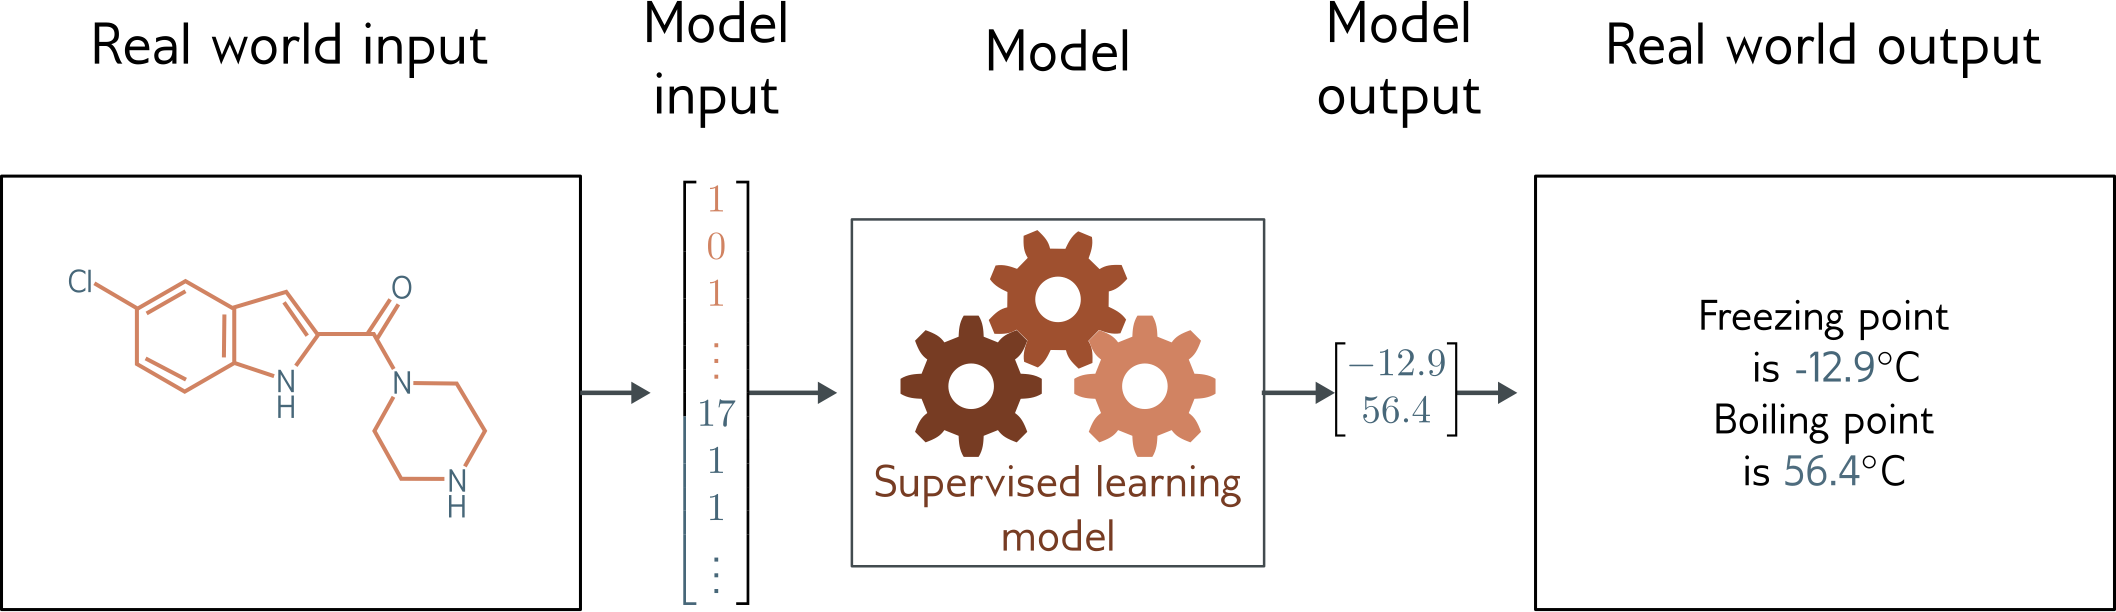 Real world input
Model
input
Model
Model
output
Real world output
Cl
O
N
H
N
N
H
1
0
1
⋮
17
1
1
⋮
Supervised learning
model
−12.9
56.4
Freezing point
is -12.9°C
Boiling point
is 56.4°C